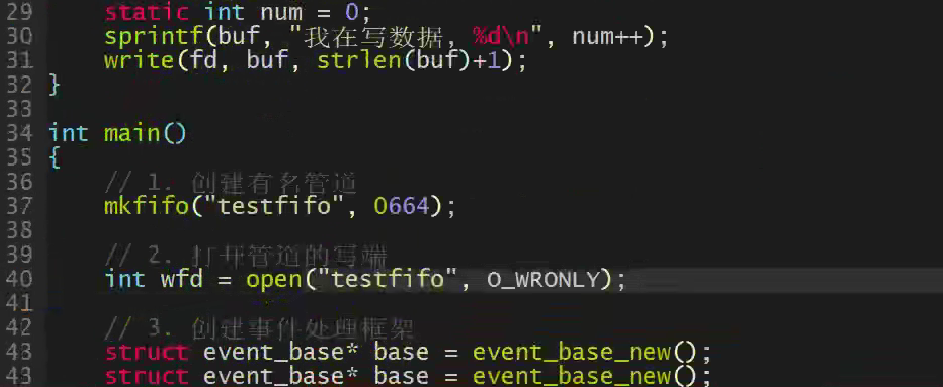 29 static int num = 0;
30 sprintf(buf, "我在写数据, %d\n", num++);
31 write(fd, buf, strlen(buf)+1);
32 }
33
34 int main()
35 {
36 // 1. 创建有名管道
37 mkfifo("testfifo", 0664);
38
39 // 2. 打开管道的写端
40 int wfd = open("testfifo", O_WRONLY);
41
42 // 3. 创建事件处理框架
43 struct event_base* base = event_base_new();
43 struct event_base* base = event_base_new();